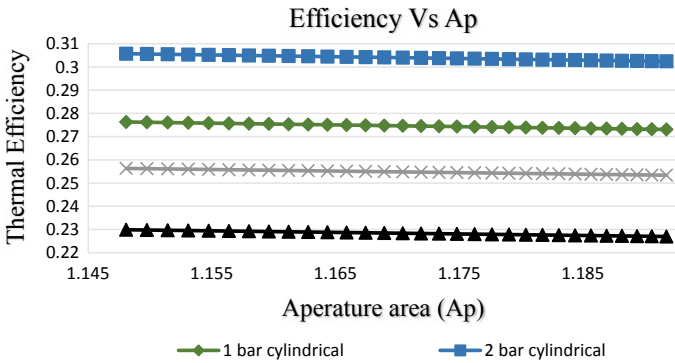 Efficiency Vs Ap
Thermal Efficiency
0.31
0.3
0.28
0.27
0.26
0.25
0.24
0.23
0.22
1.145 1.155 1.165 1.175 1.185
Aperature area (Ap)
1 bar cylindrical 2 bar cylindrical